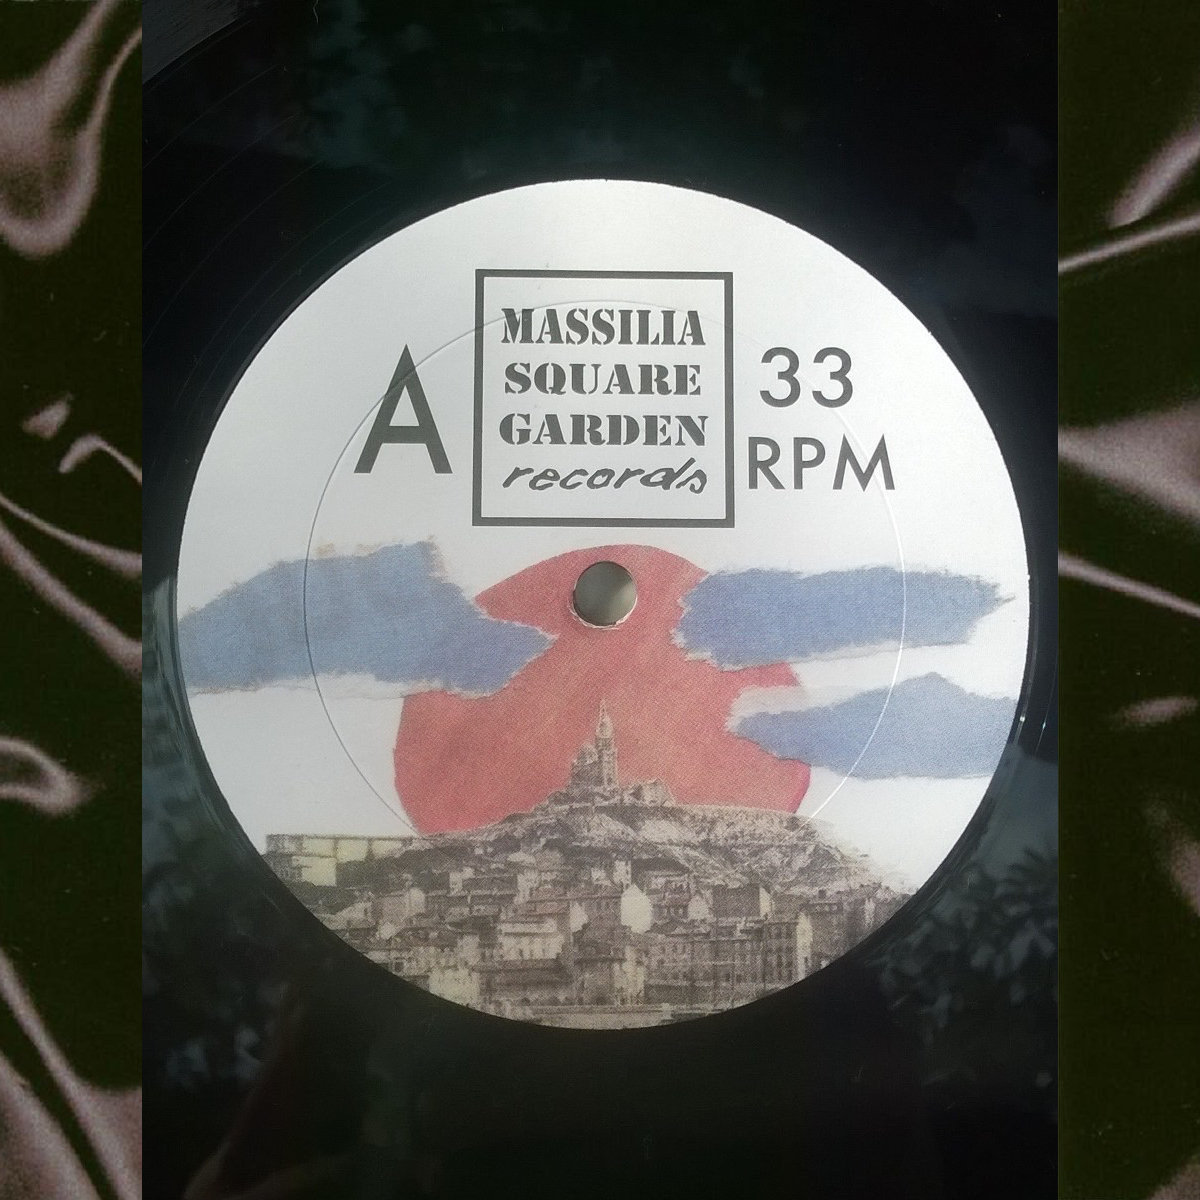 A
MASSILIA
SQUARE
GARDEN
records
33
RPM